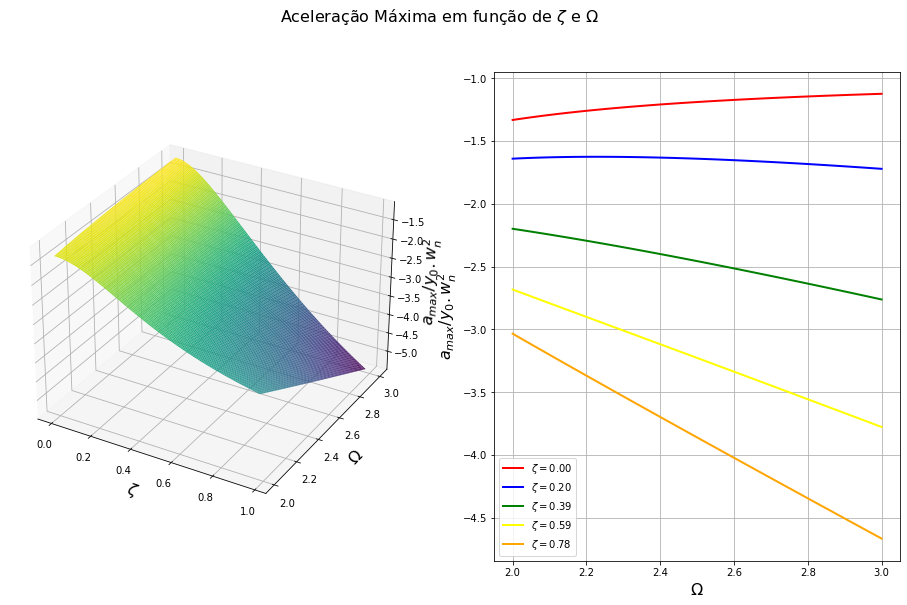 Aceleração Máxima em função de ζ e Ω
−1.5
−2.0
−2.5
−3.0
−3.5
−4.0
−4.5
−5.0
a_max/y_0.w_n^2
3.0
2.8
2.6
2.4
2.2
2.0
Ω
0.0
0.2
0.4
0.6
0.8
1.0
ζ
a_max/y_0.w_n^2
−1.0
−1.5
−2.0
−2.5
−3.0
−3.5
−4.0
−4.5
ζ = 0.00
ζ = 0.20
ζ = 0.39
ζ = 0.59
ζ = 0.78
2.0 2.2 2.4 2.6 2.8 3.0
Ω